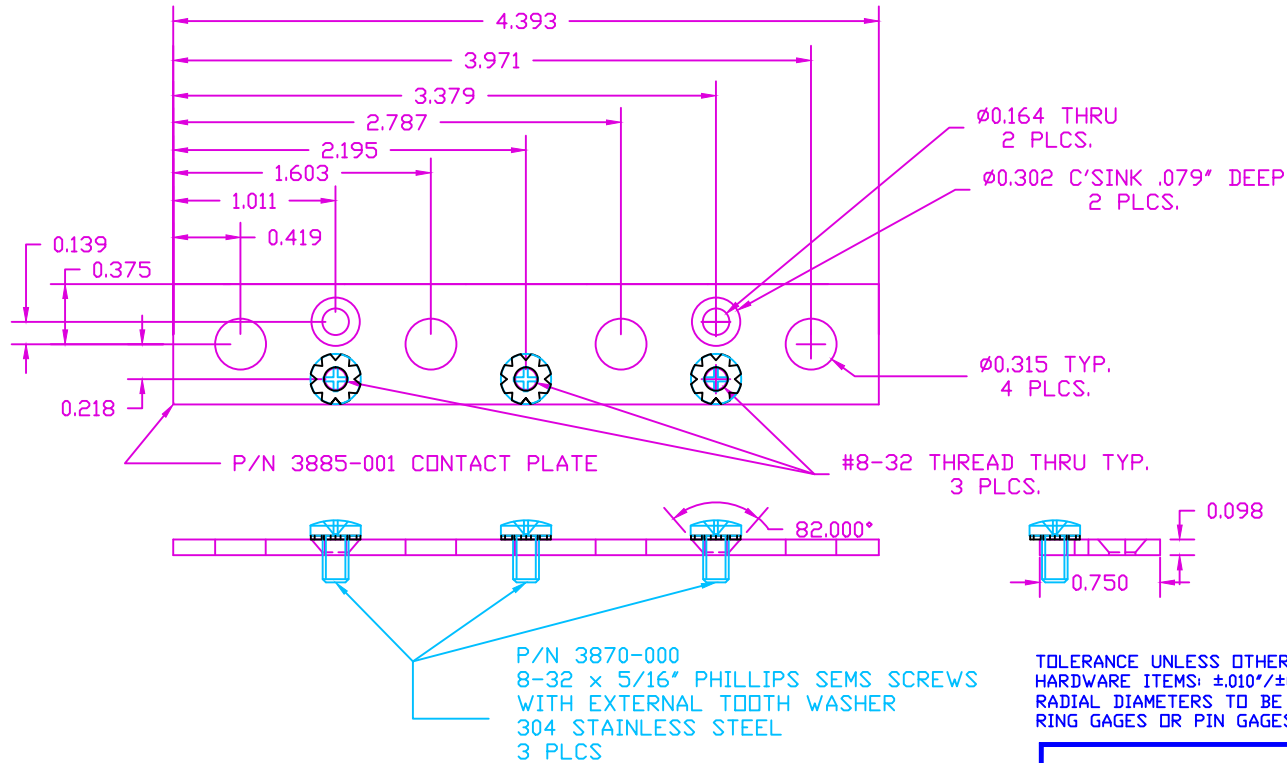 4.393
3.971
3.379
2.787
2.195
1.603
1.011
0.419
0.139
0.375
0.218
Ø0.164 THRU
2 PLCS.
Ø0.302 C'SINK .079" DEEP
2 PLCS.
Ø0.315 TYP.
4 PLCS.
P/N 3885-001 CONTACT PLATE
#8-32 THREAD THRU TYP.
3 PLCS.
82.000°
0.098
0.750
P/N 3870-000
8-32 x 5/16" PHILLIPS SEMS SCREWS
WITH EXTERNAL TOOTH WASHER
304 STAINLESS STEEL
3 PLCS
TOLERANCE UNLESS OTHER
HARDWARE ITEMS: ±.010"/±
RADIAL DIAMETERS TO BE
RING GAGES OR PIN GAGES